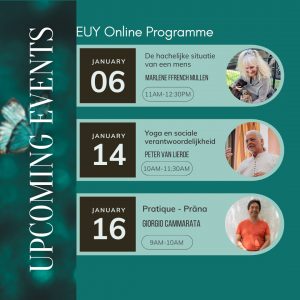 UPCOMING EVENTS
EUY Online Programme
JANUARY
06
De hachelijke situatie
van een mens
MARLENE FFRENCH MULLEN
11AM-12:30PM
JANUARY
14
Yoga en sociale
verantwoordelijkheid
PETER VAN LIERDE
10AM-11:30AM
JANUARY
16
Pratique - Prāna
GIORGIO CAMMARATA
9AM-10AM